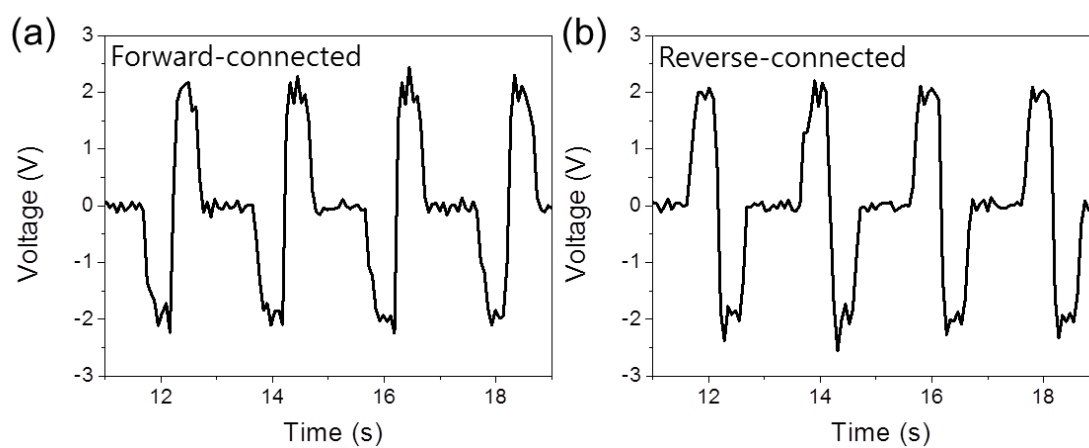 (a)
Forward-connected
3
2
1
0
-1
-2
-3
Voltage (V)
12 14 16 18
Time (s)
(b)
Reverse-connected
3
2
1
0
-1
-2
-3
Voltage (V)
12 14 16 18
Time (s)